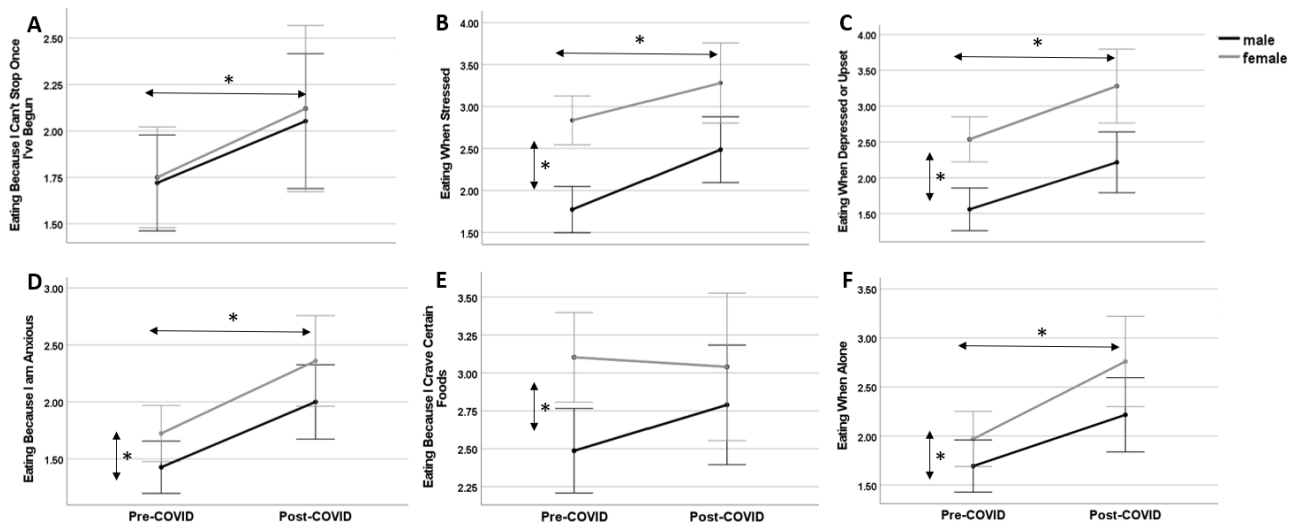 A
Eating Because I Can't Stop Once
I've Begun
2.50
2.25
2.00
1.75
1.50
*
B
Eating When Stressed
4.00
3.50
3.00
2.50
2.00
1.50
*
*
C
Eating When Depressed or Upset
4.00
3.50
3.00
2.50
2.00
1.50
1.00
*
*
male
female
D
Eating Because I am Anxious
3.00
2.50
2.00
1.50
*
*
Pre-COVID
Post-COVID
E
Eating Because I Crave Certain
Foods
3.50
3.25
3.00
2.75
2.50
2.25
*
Pre-COVID
Post-COVID
F
Eating When Alone
3.50
3.00
2.50
2.00
1.50
*
*
Pre-COVID
Post-COVID